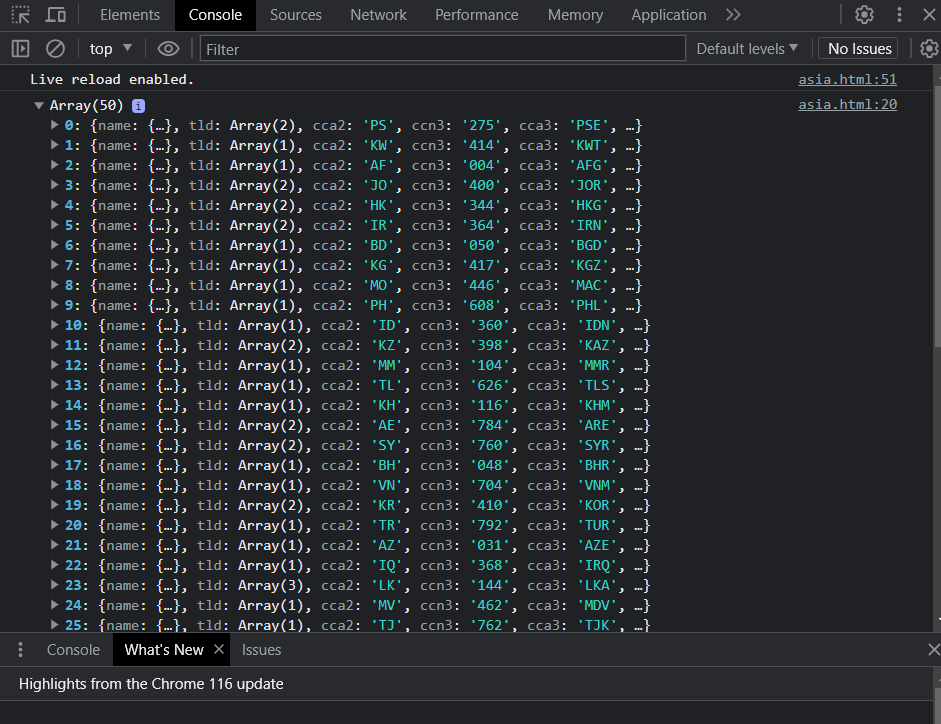 Elements Console Sources Network Performance Memory Application
top Filter Default levels No Issues
Live reload enabled. asia.html:51
Array(50) i asia.html:20
0: {name: {…}, tld: Array(2), cca2: 'PS', ccn3: '275', cca3: 'PSE', …}
1: {name: {…}, tld: Array(1), cca2: 'KW', ccn3: '414', cca3: 'KWT', …}
2: {name: {…}, tld: Array(1), cca2: 'AF', ccn3: '004', cca3: 'AFG', …}
3: {name: {…}, tld: Array(2), cca2: 'JO', ccn3: '400', cca3: 'JOR', …}
4: {name: {…}, tld: Array(2), cca2: 'HK', ccn3: '344', cca3: 'HKG', …}
5: {name: {…}, tld: Array(2), cca2: 'IR', ccn3: '364', cca3: 'IRN', …}
6: {name: {…}, tld: Array(1), cca2: 'BD', ccn3: '050', cca3: 'BGD', …}
7: {name: {…}, tld: Array(1), cca2: 'KG', ccn3: '417', cca3: 'KGZ', …}
8: {name: {…}, tld: Array(1), cca2: 'MO', ccn3: '446', cca3: 'MAC', …}
9: {name: {…}, tld: Array(1), cca2: 'PH', ccn3: '608', cca3: 'PHL', …}
10: {name: {…}, tld: Array(1), cca2: 'ID', ccn3: '360', cca3: 'IDN', …}
11: {name: {…}, tld: Array(2), cca2: 'KZ', ccn3: '398', cca3: 'KAZ', …}
12: {name: {…}, tld: Array(1), cca2: 'MM', ccn3: '104', cca3: 'MMR', …}
13: {name: {…}, tld: Array(1), cca2: 'TL', ccn3: '626', cca3: 'TLS', …}
14: {name: {…}, tld: Array(1), cca2: 'KH', ccn3: '116', cca3: 'KHM', …}
15: {name: {…}, tld: Array(2), cca2: 'AE', ccn3: '784', cca3: 'ARE', …}
16: {name: {…}, tld: Array(2), cca2: 'SY', ccn3: '760', cca3: 'SYR', …}
17: {name: {…}, tld: Array(1), cca2: 'BH', ccn3: '048', cca3: 'BHR', …}
18: {name: {…}, tld: Array(1), cca2: 'VN', ccn3: '704', cca3: 'VNM', …}
19: {name: {…}, tld: Array(2), cca2: 'KR', ccn3: '410', cca3: 'KOR', …}
20: {name: {…}, tld: Array(1), cca2: 'TR', ccn3: '792', cca3: 'TUR', …}
21: {name: {…}, tld: Array(1), cca2: 'AZ', ccn3: '031', cca3: 'AZE', …}
22: {name: {…}, tld: Array(1), cca2: 'IQ', ccn3: '368', cca3: 'IRQ', …}
23: {name: {…}, tld: Array(3), cca2: 'LK', ccn3: '144', cca3: 'LKA', …}
24: {name: {…}, tld: Array(1), cca2: 'MV', ccn3: '462', cca3: 'MDV', …}
25: {name: {…}, tld: Array(1), cca2: 'TJ', ccn3: '762', cca3: 'TJK', …}
Console What's New Issues
Highlights from the Chrome 116 update